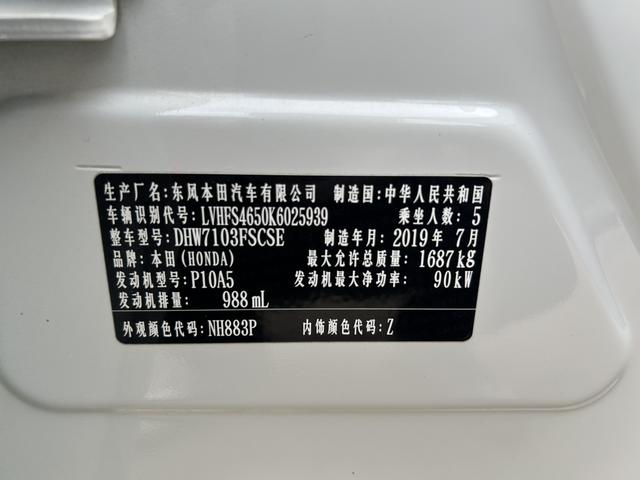 生产厂名:东风本田汽车有限公司 制造国:中华人民共和国
车辆识别代号:LVHFS4650K6025939 乘坐人数:5
整车型号:DHW7103FSCSE 制造年月:2019年7月
品牌:本田(HONDA) 最大允许总质量:1687kg
发动机型号:P10A5 发动机最大净功率:90kW
发动机排量:988mL
外观颜色代码:NH883P 内饰颜色代码:Z